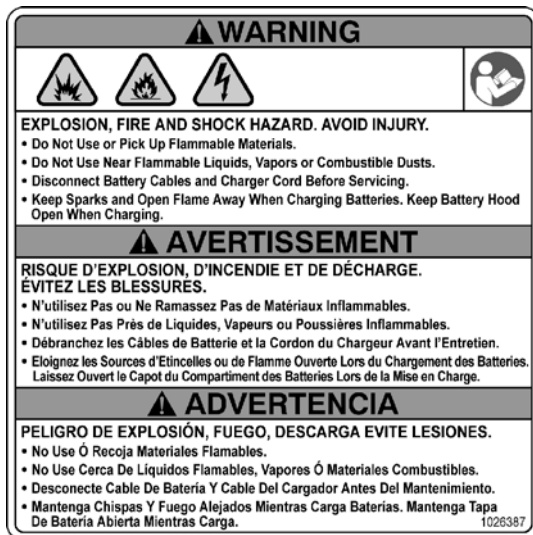 WARNING
EXPLOSION, FIRE AND SHOCK HAZARD. AVOID INJURY.
• Do Not Use or Pick Up Flammable Materials.
• Do Not Use Near Flammable Liquids, Vapors or Combustible Dusts.
• Disconnect Battery Cables and Charger Cord Before Servicing.
• Keep Sparks and Open Flame Away When Charging Batteries. Keep Battery Hood
Open When Charging.
AVERTISSEMENT
RISQUE D'EXPLOSION, D'INCENDIE ET DE DÉCHARGE.
ÉVITEZ LES BLESSURES.
• N'utilisez Pas ou Ne Ramassez Pas de Matériaux Inflammables.
• N'utilisez Pas Près de Liquides, Vapeurs ou Poussières Inflammables.
• Débranchez les Câbles de Batterie et la Cordon du Chargeur Avant l'Entretien.
• Eloignez les Sources d'Etincelles ou de Flamme Ouverte Lors du Chargement des Batteries.
Laissez Ouvert le Capot du Compartiment des Batteries Lors de la Mise en Charge.
ADVERTENCIA
PELIGRO DE EXPLOSIÓN, FUEGO, DESCARGA EVITE LESIONES.
• No Use Ó Recoja Materiales Flamables.
• No Use Cerca De Líquidos Flamables, Vapores Ó Materiales Combustibles.
• Desconecte Cable De Batería Y Cable Del Cargador Antes Del Mantenimiento.
• Mantenga Chispas Y Fuego Alejados Mientras Carga Baterías. Mantenga Tapa
De Batería Abierta Mientras Carga.
1026387